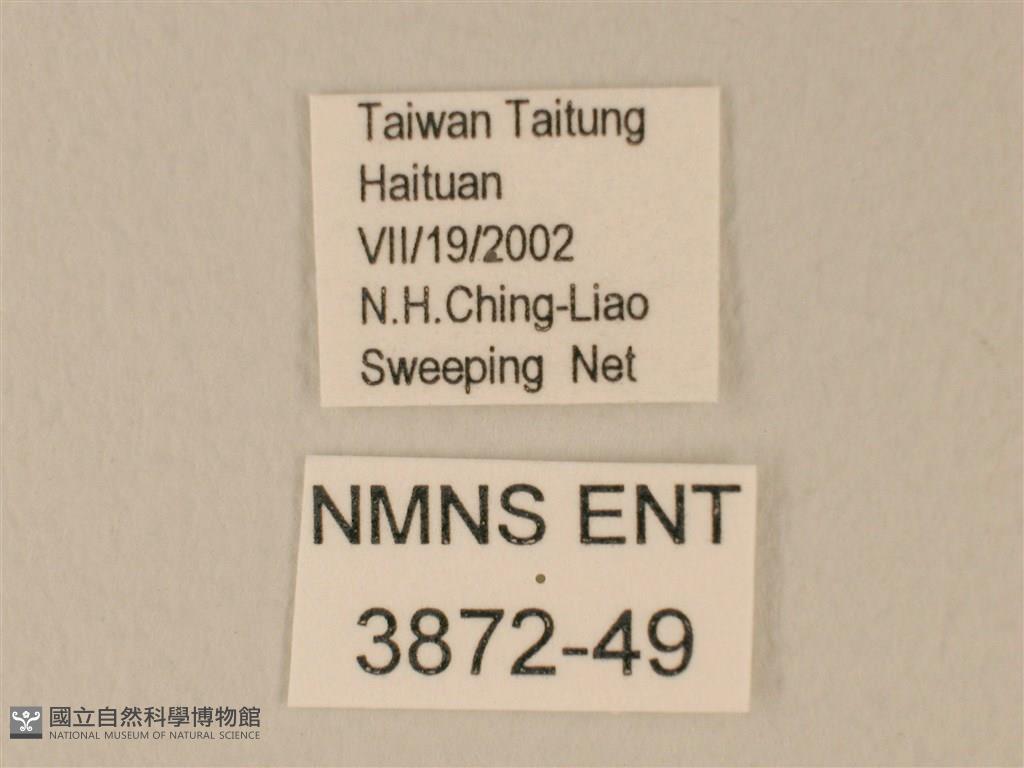 Taiwan Taitung
Haituan
VII/19/2002
N.H.Ching-Liao
Sweeping Net
NMNS ENT
3872-49
國立自然科學博物館
NATIONAL MUSEUM OF NATURAL SCIENCE